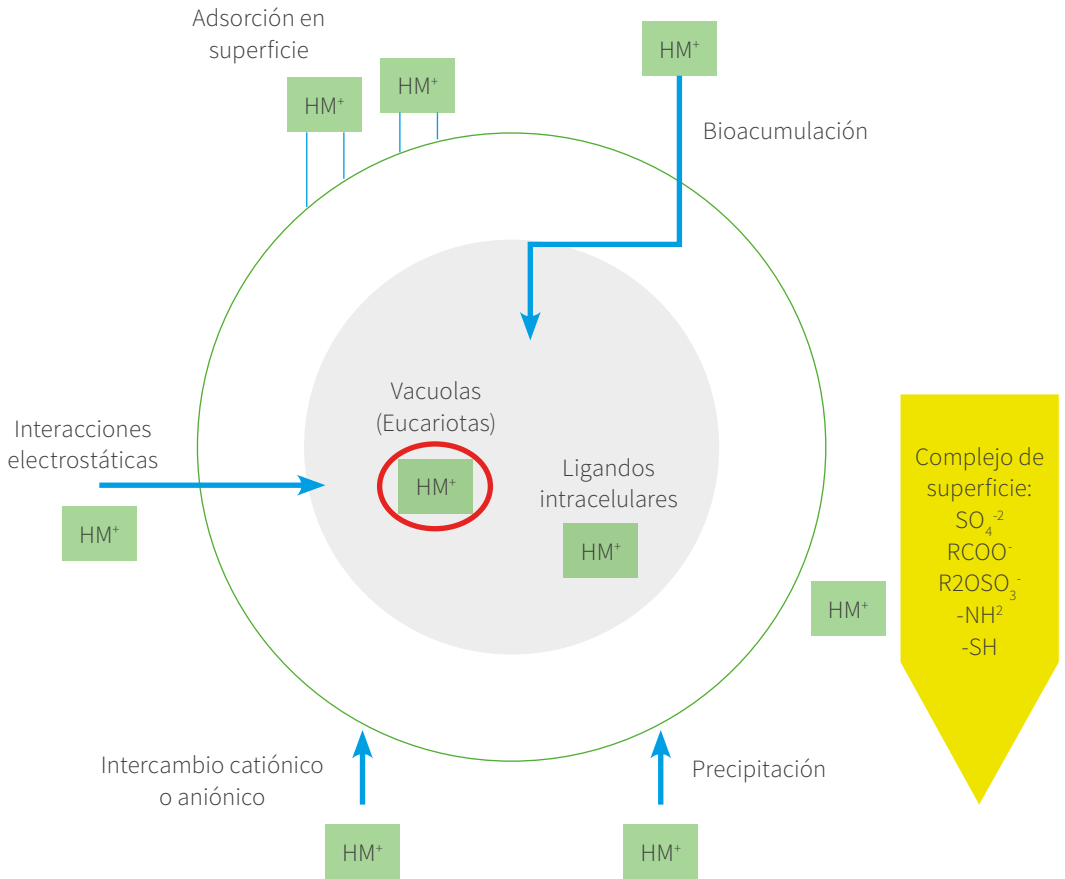 Adsorción en
superficie
HM⁺
HM⁺
HM⁺
Bioacumulación
Vacuolas
(Eucariotas)
HM⁺
Ligandos
intracelulares
HM⁺
Interacciones
electrostáticas
HM⁺
Complejo de
superficie:
SO₄⁻²
RCOO⁻
R2OSO₃⁻
-NH²
-SH
HM⁺
Intercambio catiónico
o aniónico
HM⁺
Precipitación
HM⁺